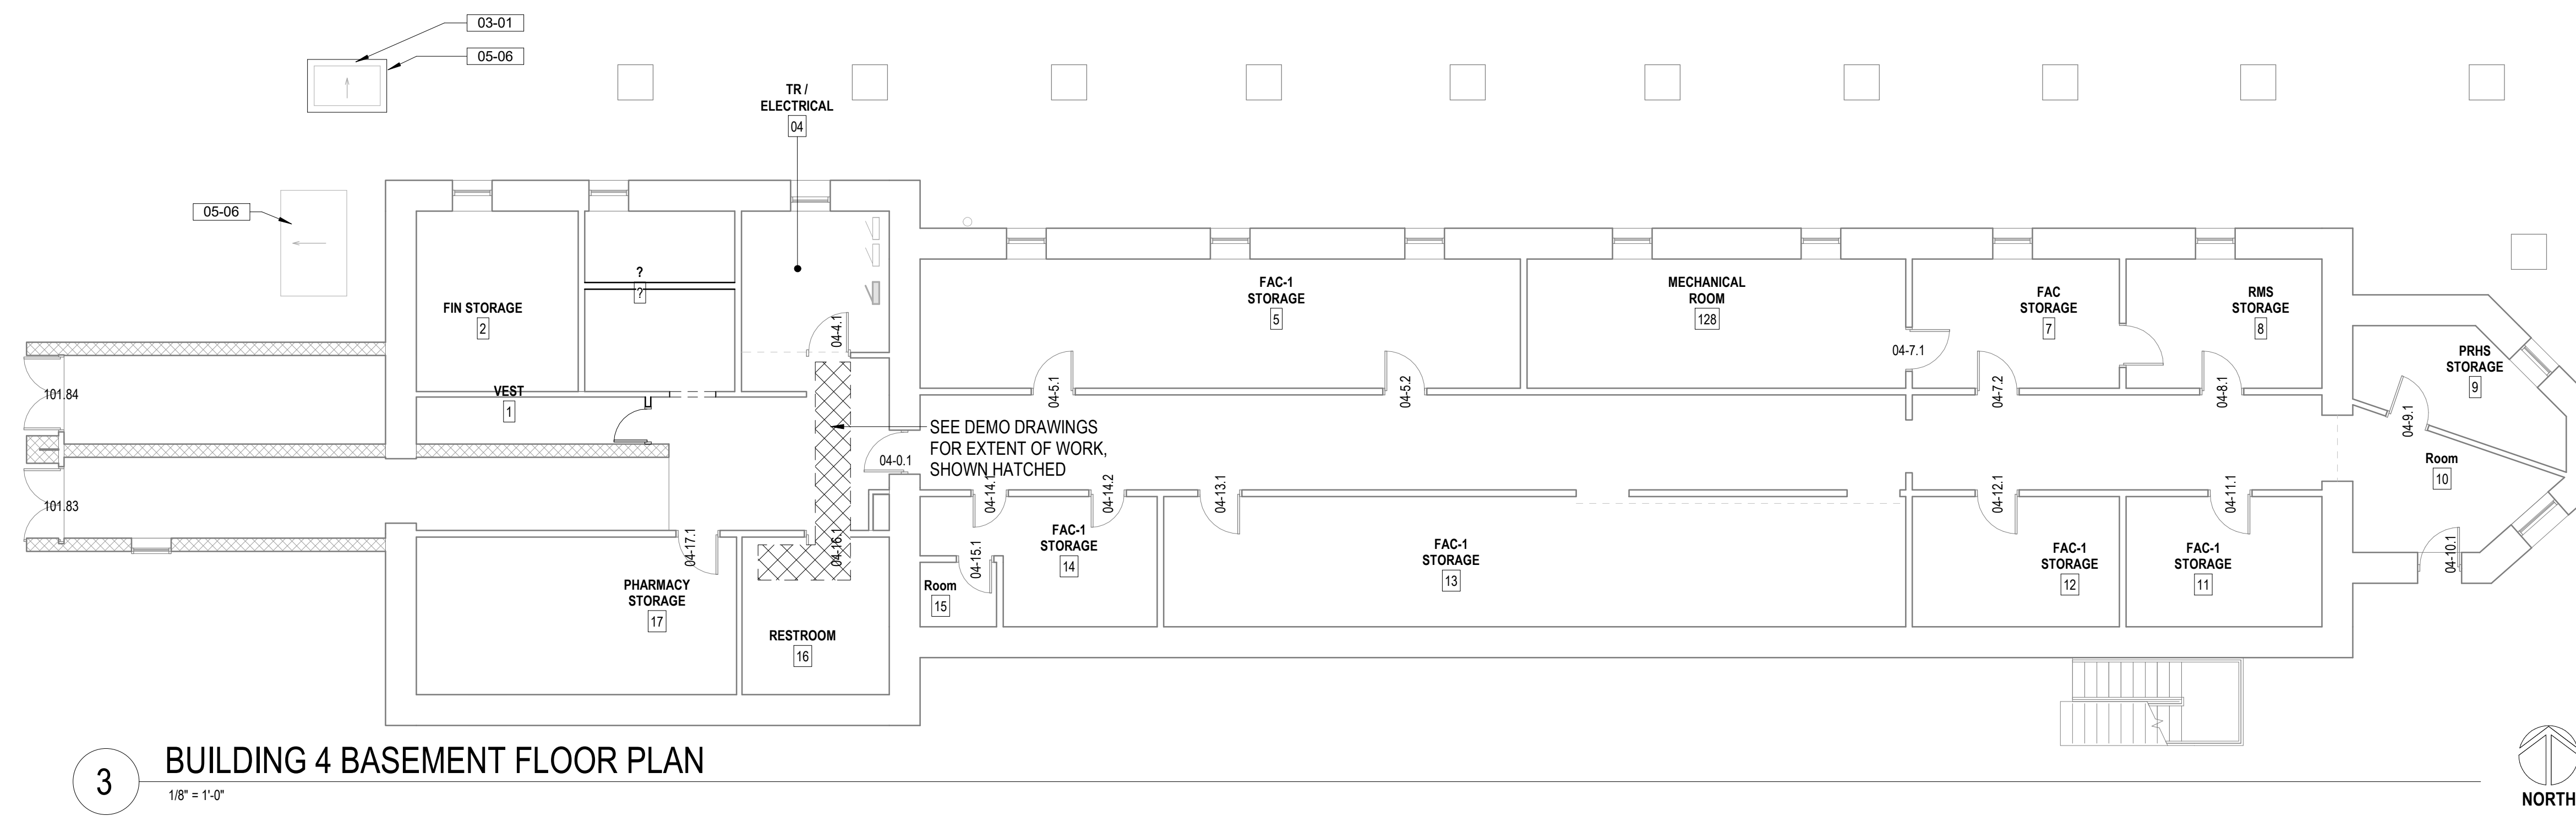 03-01
05-06
TR /
ELECTRICAL
04
05-06
?
?
FIN STORAGE
2
04-4.1
FAC-1
STORAGE
5
MECHANICAL
ROOM
128
FAC
STORAGE
7
RMS
STORAGE
8
04-7.1
PRHS
STORAGE
9
101.84
VEST
1
04-5.1
04-5.2
04-7.2
04-8.1
04-9.1
SEE DEMO DRAWINGS
FOR EXTENT OF WORK,
SHOWN HATCHED
04-0.1
Room
10
101.83
04-14.1
04-14.2
04-13.1
04-12.1
04-11.1
04-17.1
04-16.1
04-15.1
FAC-1
STORAGE
14
FAC-1
STORAGE
13
FAC-1
STORAGE
12
FAC-1
STORAGE
11
04-10.1
PHARMACY
STORAGE
17
Room
15
RESTROOM
16
3
BUILDING 4 BASEMENT FLOOR PLAN
1/8" = 1'-0"
NORTH